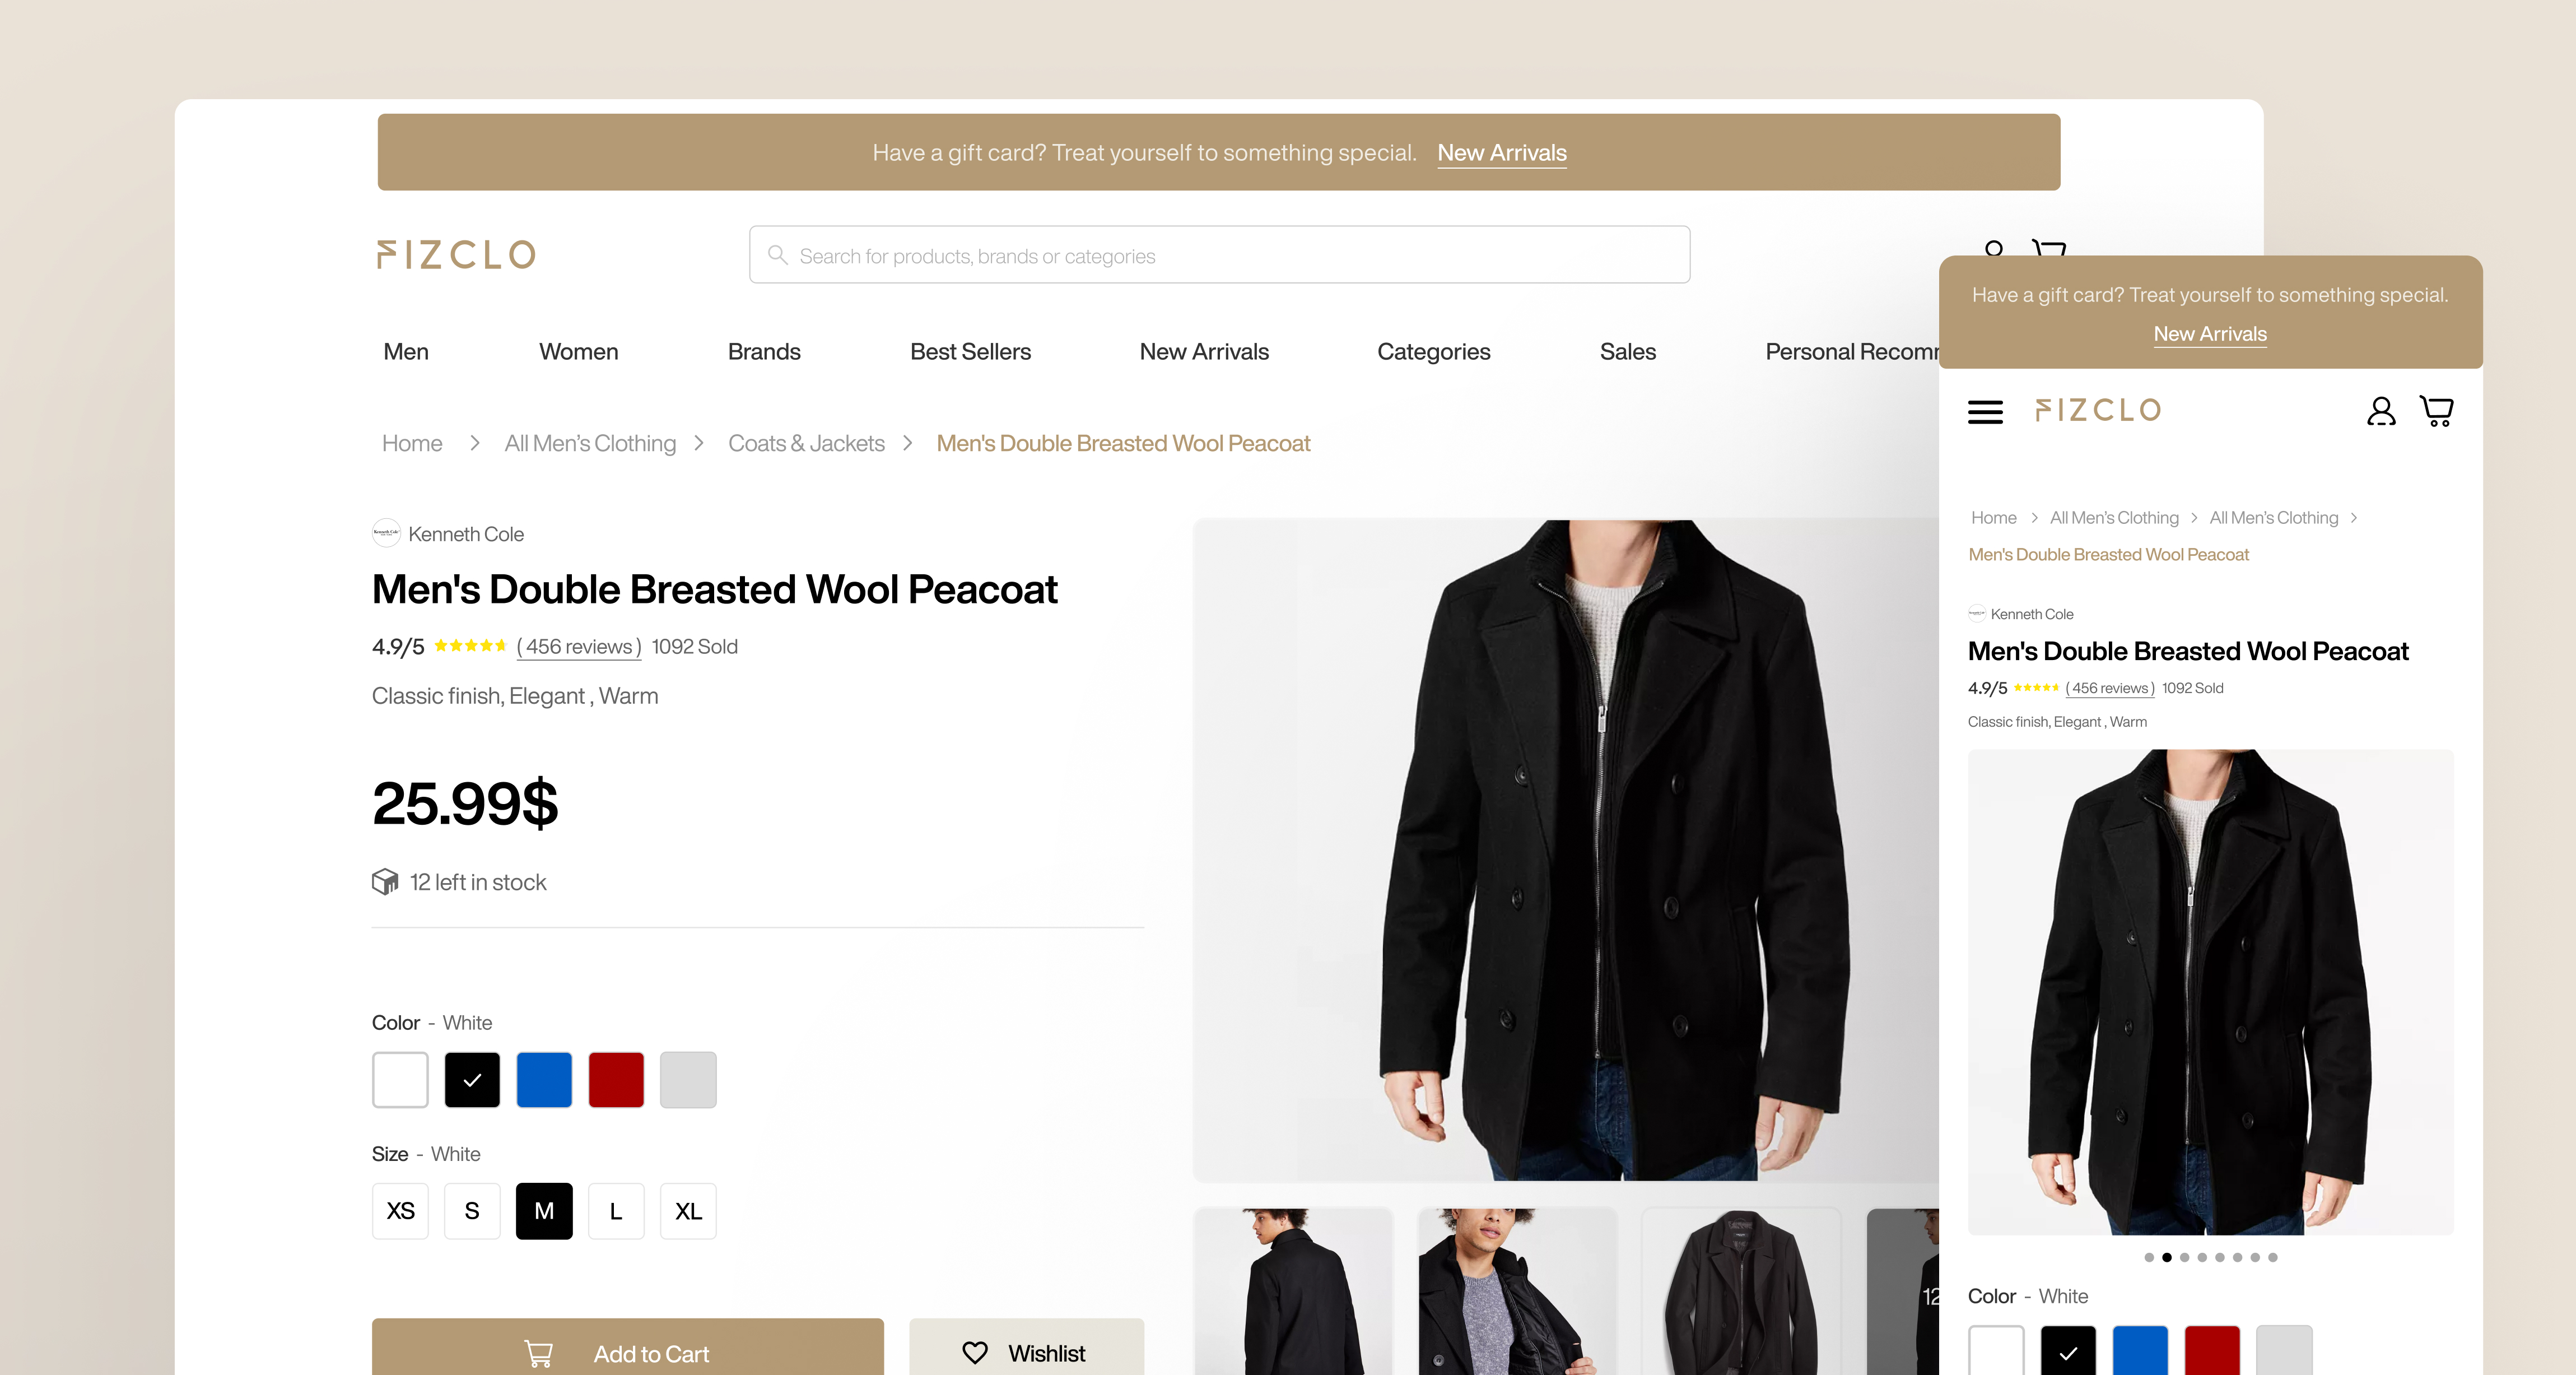 Have a gift card? Treat yourself to something special. New Arrivals
FIZCLO
Search for products, brands or categories
Men Women Brands Best Sellers New Arrivals Categories Sales Personal
Home > All Men’s Clothing > Coats & Jackets > Men's Double Breasted Wool Peacoat
Kenneth Cole
Men's Double Breasted Wool Peacoat
4.9/5 ( 456 reviews ) 1092 Sold
Classic finish, Elegant , Warm
25.99$
12 left in stock
Color - White
Size - White
XS S M L XL
Add to Cart
Wishlist
12
Have a gift card? Treat yourself to something special.
New Arrivals
FIZCLO
Home > All Men’s Clothing > All Men’s Clothing >
Men's Double Breasted Wool Peacoat
Kenneth Cole
Men's Double Breasted Wool Peacoat
4.9/5 ( 456 reviews ) 1092 Sold
Classic finish, Elegant , Warm
Color - White